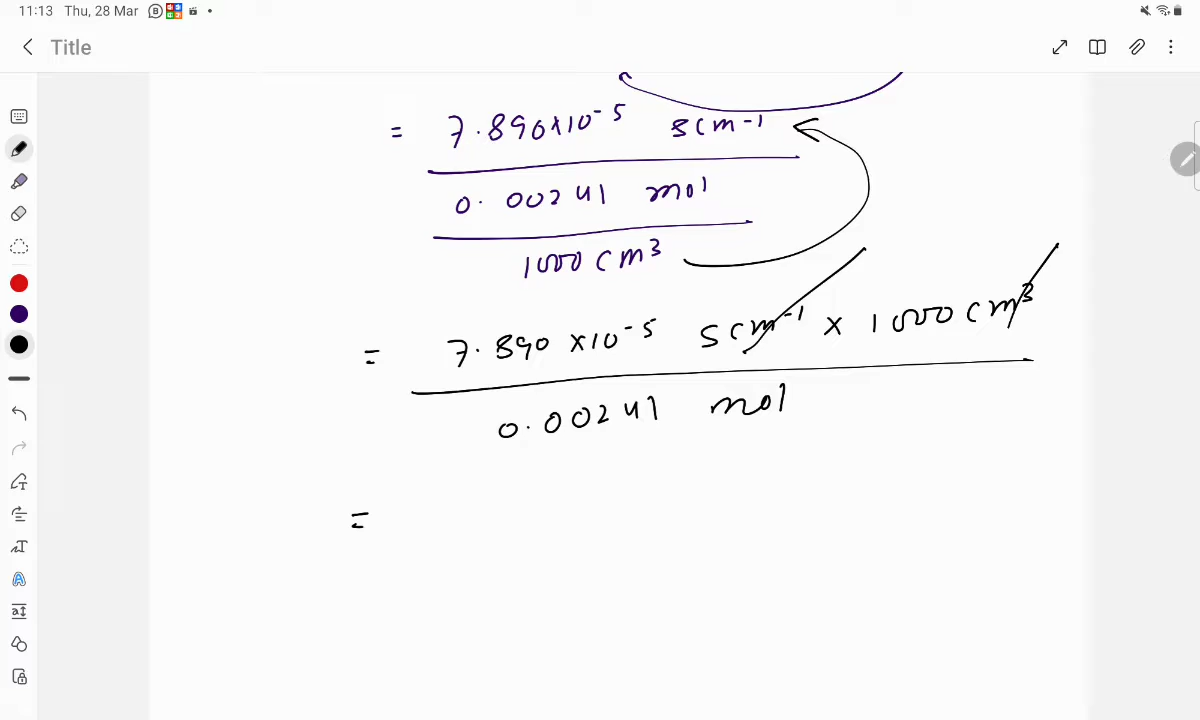 11:13 Thu, 28 Mar
Title
= 7.890×10⁻⁵ Scm⁻¹
0.00241 mol
1000 cm³
= 7.890 ×10⁻⁵ Scm⁻¹ × 1000 cm³
0.00241 mol
=